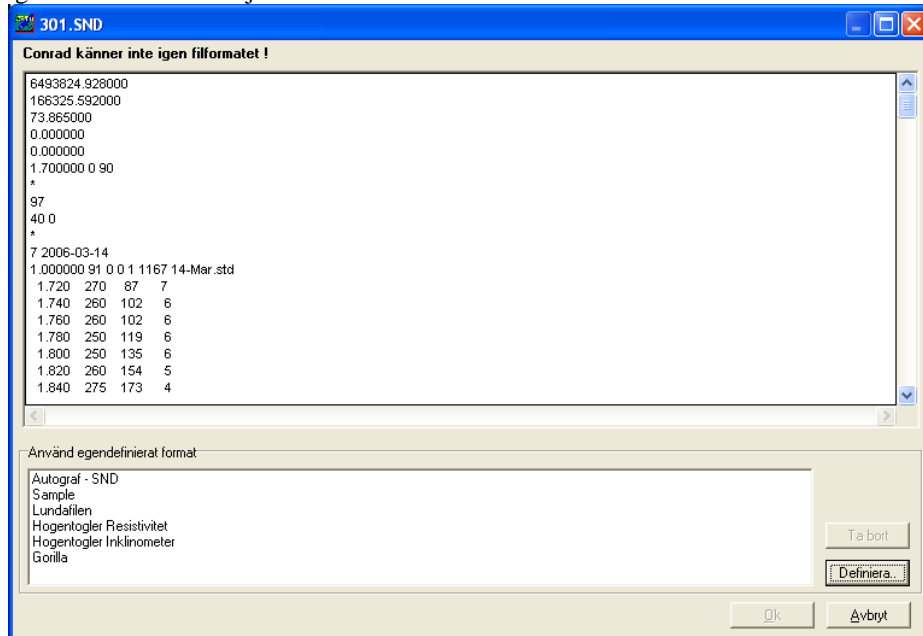 301.SND
Conrad känner inte igen filformatet !
6493824.928000
166325.592000
73.865000
0.000000
0.000000
1.700000 0 90
*
97
40 0
*
7 2006-03-14
1.000000 91 0 0 1 1167 14-Mar.std
1.720 270 87 7
1.740 260 102 6
1.760 260 102 6
1.780 250 119 6
1.800 250 135 6
1.820 260 154 5
1.840 275 173 4
Använd egendefinierat format
Autograf - SND
Sample
Lundafilen
Hogentogler Resistivitet
Hogentogler Inklinometer
Gorilla
Ta bort
Definiera..
Ok
Avbryt